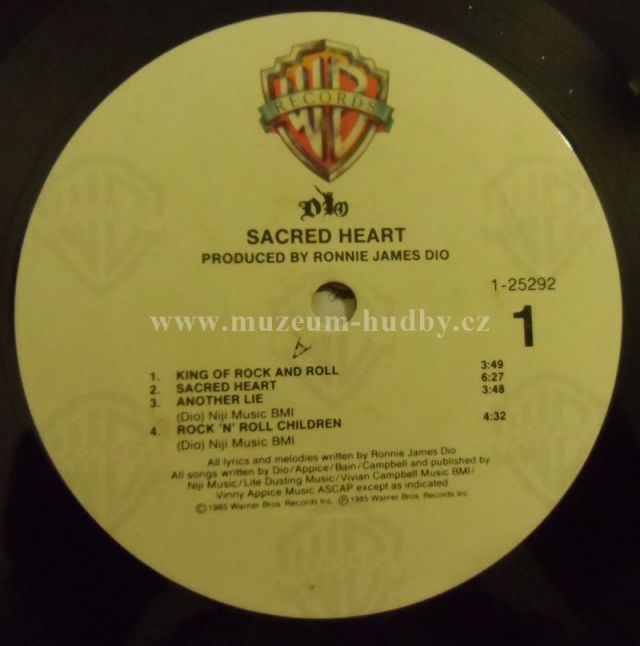 RECORDS
DIO
SACRED HEART
PRODUCED BY RONNIE JAMES DIO
1-25292
www.muzeum-hudby.cz
1
1. KING OF ROCK AND ROLL 3:49
2. SACRED HEART 6:27
3. ANOTHER LIE 3:48
(Dio) Niji Music BMI
4. ROCK 'N' ROLL CHILDREN 4:32
(Dio) Niji Music BMI
All lyrics and melodies written by Ronnie James Dio
All songs written by Dio/Appice/Bain/Campbell and published by
Niji Music/Lite Dusting Music/Vivian Campbell Music BMI/
Vinny Appice Music ASCAP except as indicated.
© 1985 Warner Bros. Records Inc. ℗ 1985 Warner Bros. Records Inc.